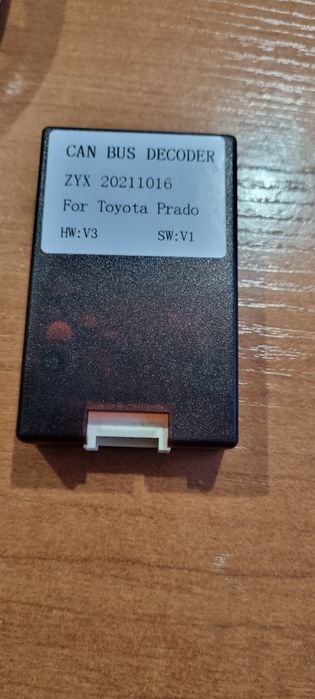 CAN BUS DECODER
ZYX 20211016
For Toyota Prado
HW:V3 SW:V1